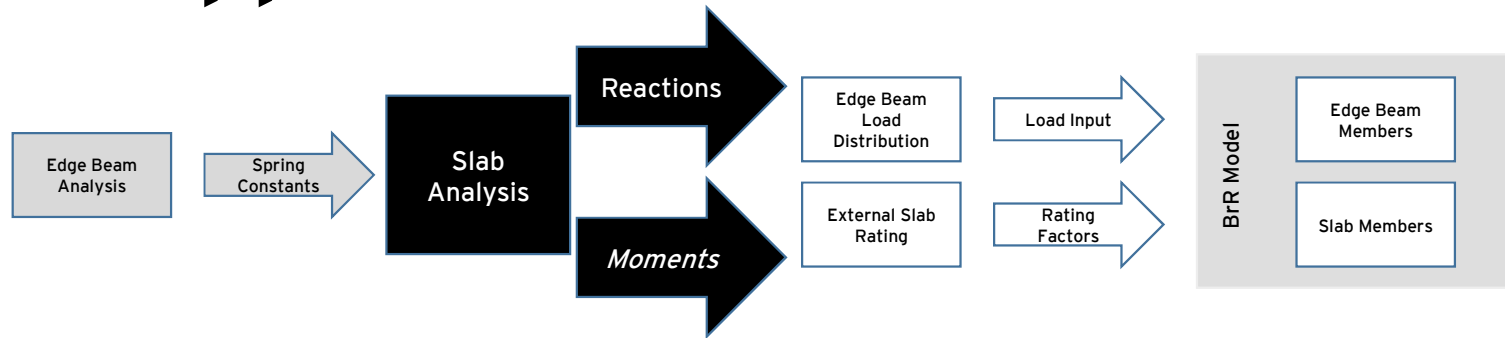 Edge Beam
Analysis
Spring
Constants
Slab
Analysis
Reactions
Moments
Edge Beam
Load
Distribution
External Slab
Rating
Load Input
Rating
Factors
BrR Model
Edge Beam
Members
Slab Members